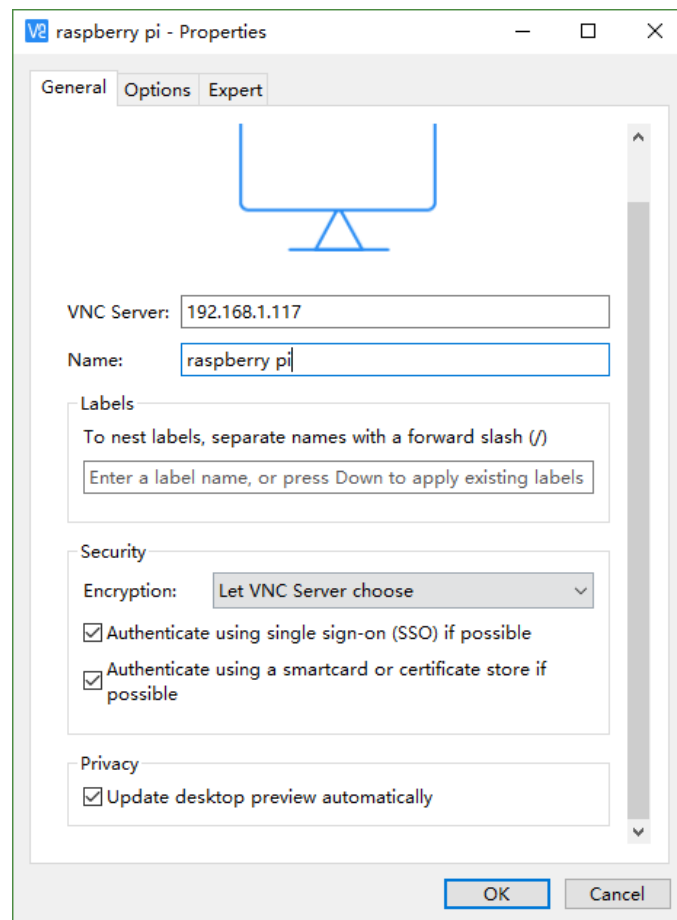 V2 raspberry pi - Properties
General Options Expert
VNC Server: 192.168.1.117
Name: raspberry pi
Labels
To nest labels, separate names with a forward slash (/)
Enter a label name, or press Down to apply existing labels
Security
Encryption: Let VNC Server choose
Authenticate using single sign-on (SSO) if possible
Authenticate using a smartcard or certificate store if
possible
Privacy
Update desktop preview automatically
OK Cancel